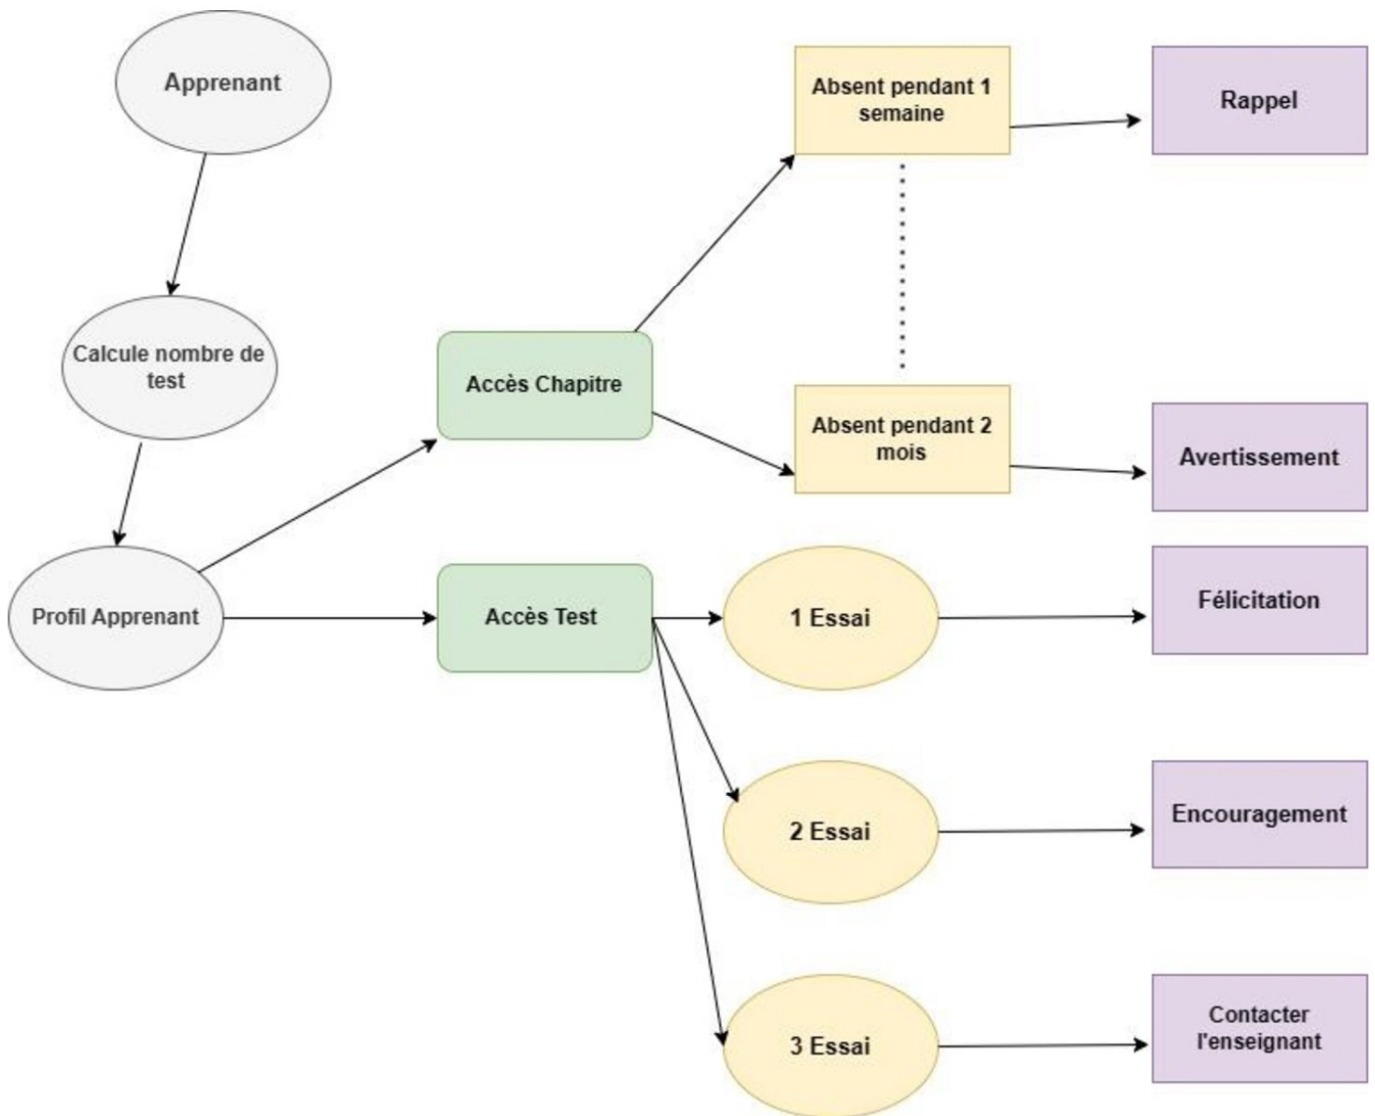 Apprenant
Absent pendant 1
semaine
Rappel
Calcule nombre de
test
Accès Chapitre
Absent pendant 2
mois
Avertissement
Profil Apprenant
Accès Test
1 Essai
Félicitation
2 Essai
Encouragement
3 Essai
Contacter
l'enseignant